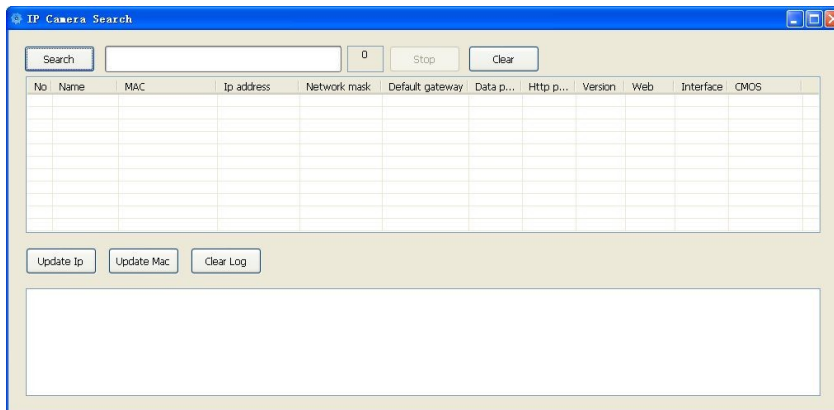 IP Camera Search
Search 0 Stop Clear
No Name MAC Ip address Network mask Default gateway Data p... Http p... Version Web Interface CMOS
Update Ip Update Mac Clear Log